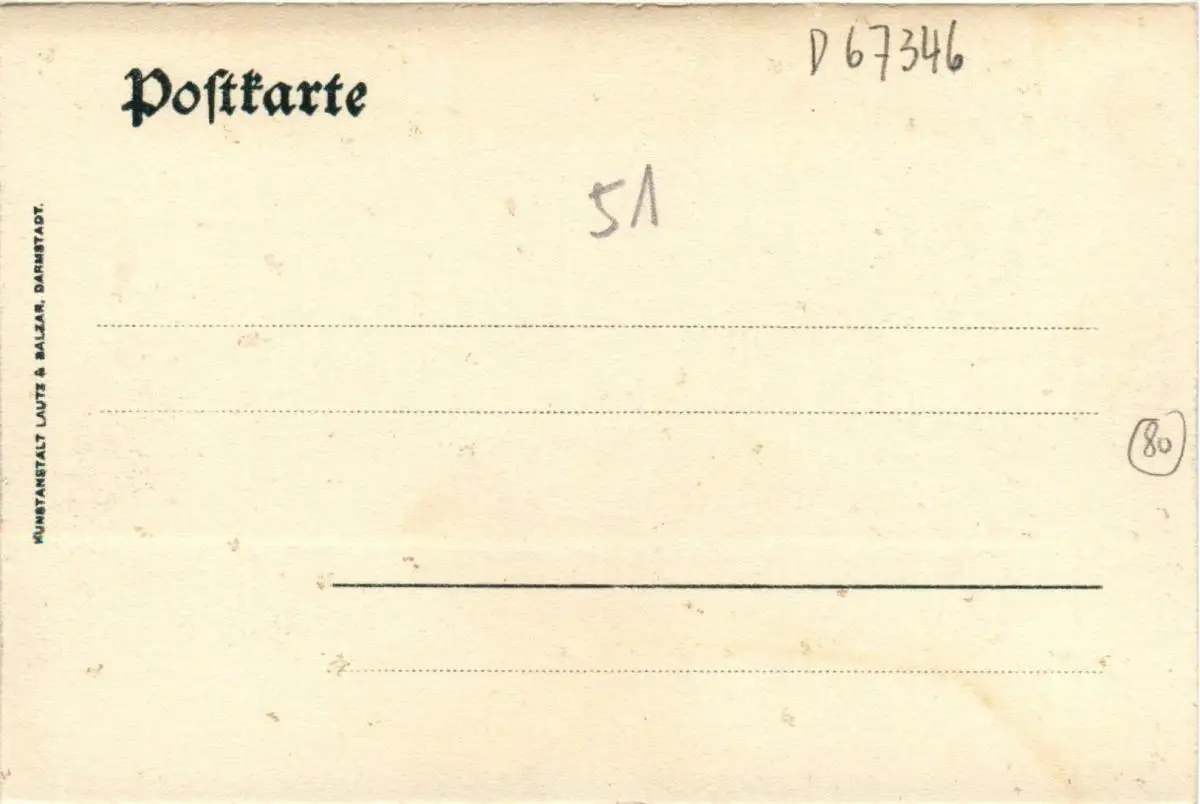 D 67346
Poſtkarte
51
KUNSTANSTALT LAUTZ & BALZAR, DARMSTADT.
80